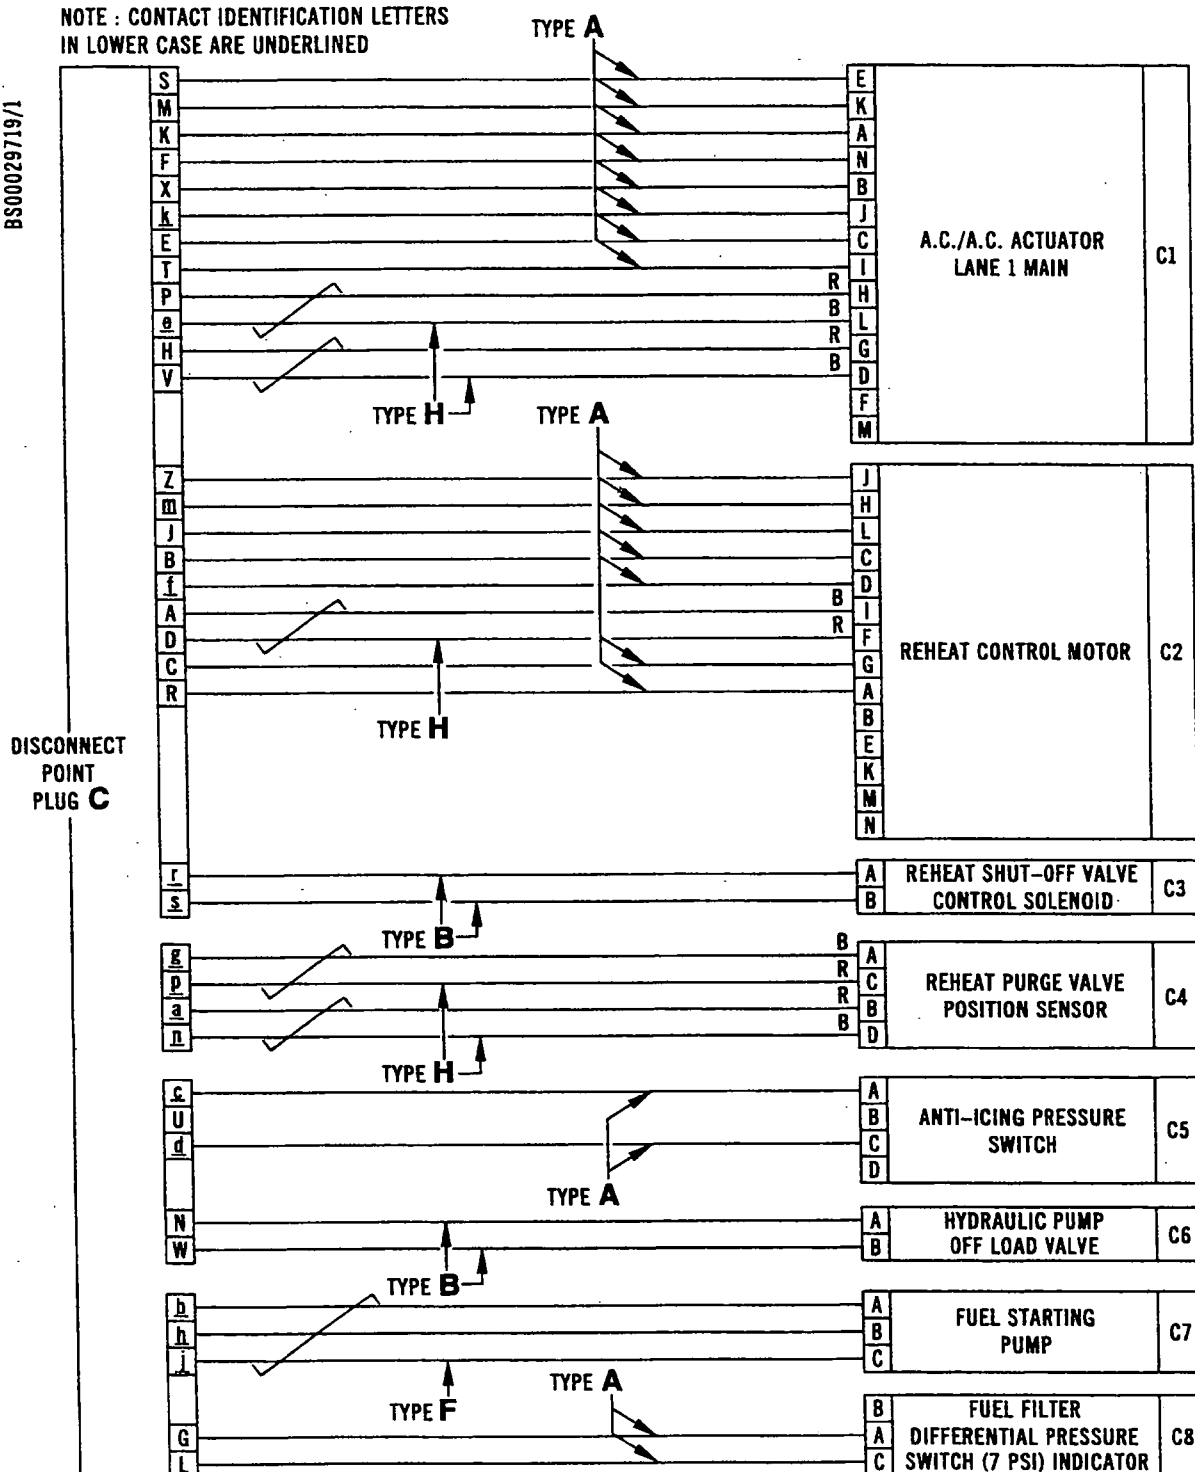 NOTE : CONTACT IDENTIFICATION LETTERS
IN LOWER CASE ARE UNDERLINED
BS00029719/1
TYPE A
S E
M K
K A
F N
X B
k J
E C
T I
P R H
e B L
H R G
V B D
F
M
A.C./A.C. ACTUATOR
LANE 1 MAIN
C1
TYPE H
TYPE A
Z J
m H
J L
B C
f D
A B I
D R F
C G
R A
B
E
K
M
N
REHEAT CONTROL MOTOR
C2
TYPE H
DISCONNECT
POINT
PLUG C
r A
s B
REHEAT SHUT-OFF VALVE
CONTROL SOLENOID
C3
TYPE B
g B A
p R C
a R B
n B D
REHEAT PURGE VALVE
POSITION SENSOR
C4
TYPE H
c A
U B
d C
D
ANTI-ICING PRESSURE
SWITCH
C5
TYPE A
N A
W B
HYDRAULIC PUMP
OFF LOAD VALVE
C6
TYPE B
b A
h B
j C
FUEL STARTING
PUMP
C7
TYPE F
TYPE A
B
G A
L C
FUEL FILTER
DIFFERENTIAL PRESSURE
SWITCH (7 PSI) INDICATOR
C8